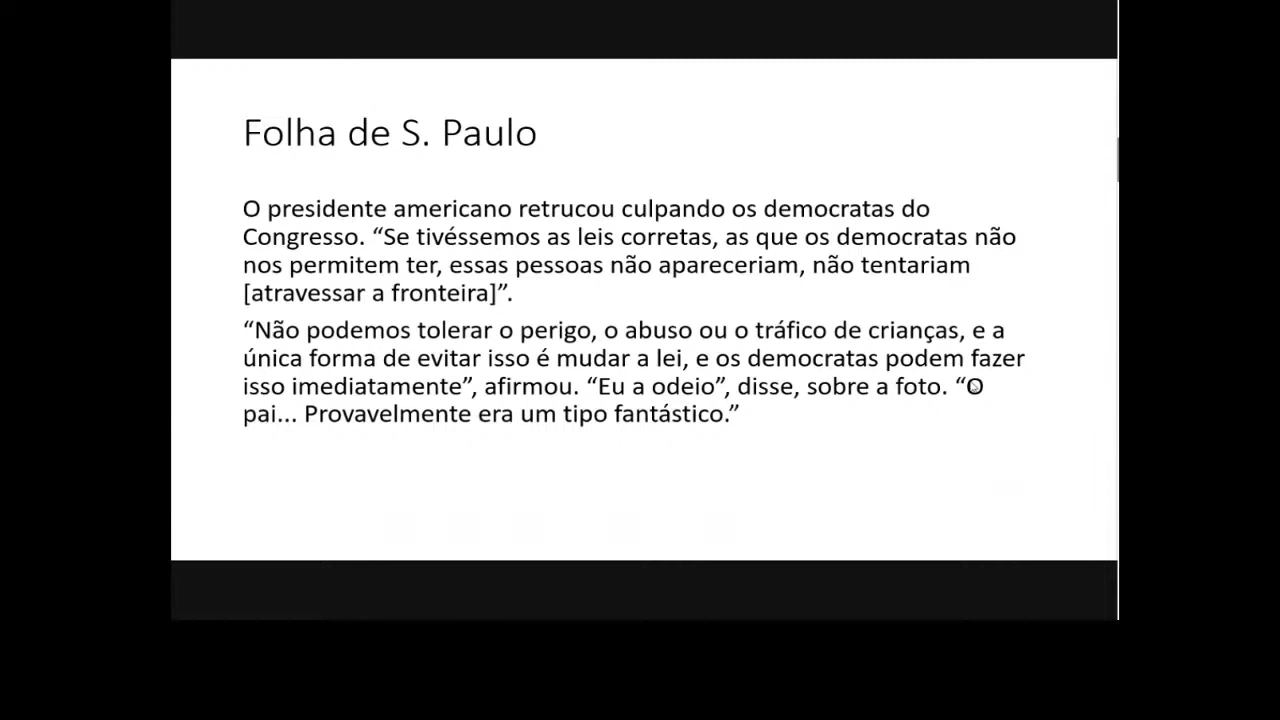 Folha de S. Paulo
O presidente americano retrucou culpando os democratas do
Congresso. “Se tivéssemos as leis corretas, as que os democratas não
nos permitem ter, essas pessoas não apareceriam, não tentariam
[atravessar a fronteira]”.
“Não podemos tolerar o perigo, o abuso ou o tráfico de crianças, e a
única forma de evitar isso é mudar a lei, e os democratas podem fazer
isso imediatamente”, afirmou. “Eu a odeio”, disse, sobre a foto. “O
pai... Provavelmente era um tipo fantástico.”